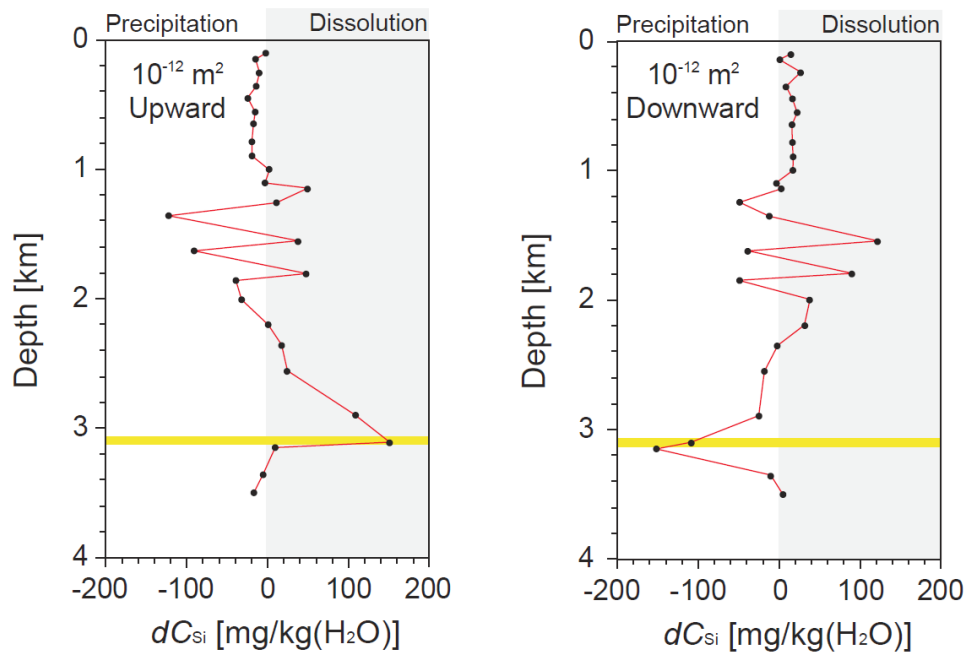 Precipitation Dissolution
10⁻¹² m²
Upward
0
1
2
3
4
Depth [km]
-200 -100 0 100 200
dC_Si [mg/kg(H₂O)]
Precipitation Dissolution
10⁻¹² m²
Downward
0
1
2
3
4
Depth [km]
-200 -100 0 100 200
dC_Si [mg/kg(H₂O)]